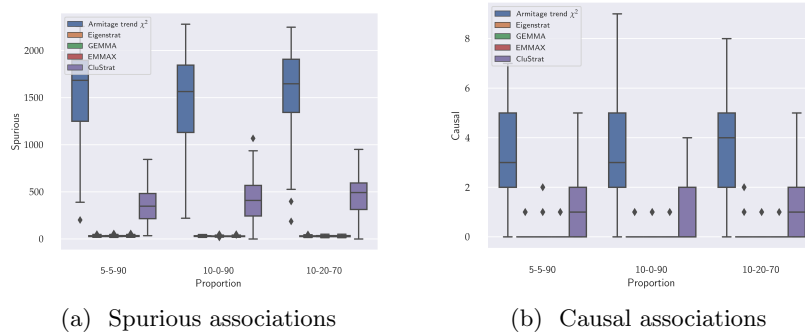 Armitage trend χ²
Eigenstrat
GEMMA
EMMAX
CluStrat
2000
1500
1000
500
0
Spurious
5-5-90
10-0-90
10-20-70
Proportion
(a) Spurious associations
Armitage trend χ²
Eigenstrat
GEMMA
EMMAX
CluStrat
8
6
4
2
0
Causal
5-5-90
10-0-90
10-20-70
Proportion
(b) Causal associations